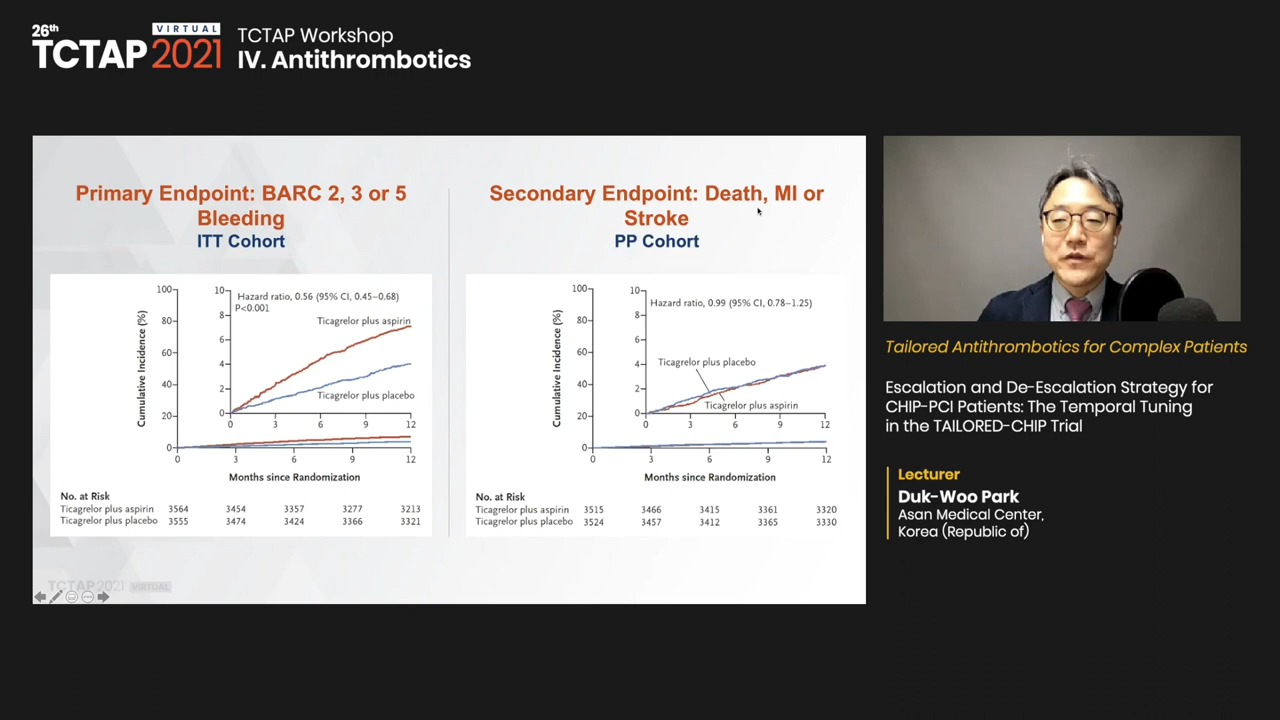 26th
VIRTUAL
TCTAP 2021
TCTAP Workshop
IV. Antithrombotics
Primary Endpoint: BARC 2, 3 or 5
Bleeding
ITT Cohort
Cumulative Incidence (%)
100
80
60
40
20
0
10
8
6
4
2
0
Hazard ratio, 0.56 (95% CI, 0.45–0.68)
P<0.001
Ticagrelor plus aspirin
Ticagrelor plus placebo
0 3 6 9 12
0 3 6 9 12
Months since Randomization
No. at Risk
Ticagrelor plus aspirin 3564 3454 3357 3277 3213
Ticagrelor plus placebo 3555 3474 3424 3366 3321
Secondary Endpoint: Death, MI or
Stroke
PP Cohort
Cumulative Incidence (%)
100
80
60
40
20
0
10
8
6
4
2
0
Hazard ratio, 0.99 (95% CI, 0.78–1.25)
Ticagrelor plus placebo
Ticagrelor plus aspirin
0 3 6 9 12
0 3 6 9 12
Months since Randomization
No. at Risk
Ticagrelor plus aspirin 3515 3466 3415 3361 3320
Ticagrelor plus placebo 3524 3457 3412 3365 3330
TCTAP2021 VIRTUAL
Tailored Antithrombotics for Complex Patients
Escalation and De-Escalation Strategy for
CHIP-PCI Patients: The Temporal Tuning
in the TAILORED-CHIP Trial
Lecturer
Duk-Woo Park
Asan Medical Center,
Korea (Republic of)